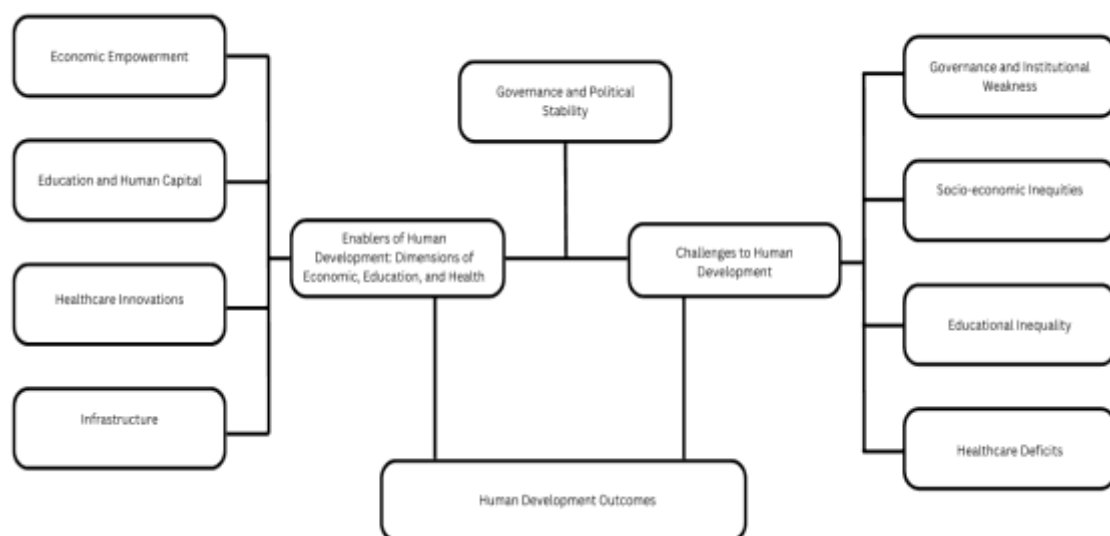 Economic Empowerment
Education and Human Capital
Healthcare Innovations
Infrastructure
Governance and Political
Stability
Enablers of Human
Development: Dimensions of
Economic, Education, and Health
Challenges to Human
Development
Human Development Outcomes
Governance and Institutional
Weakness
Socio-economic Inequities
Educational Inequality
Healthcare Deficits